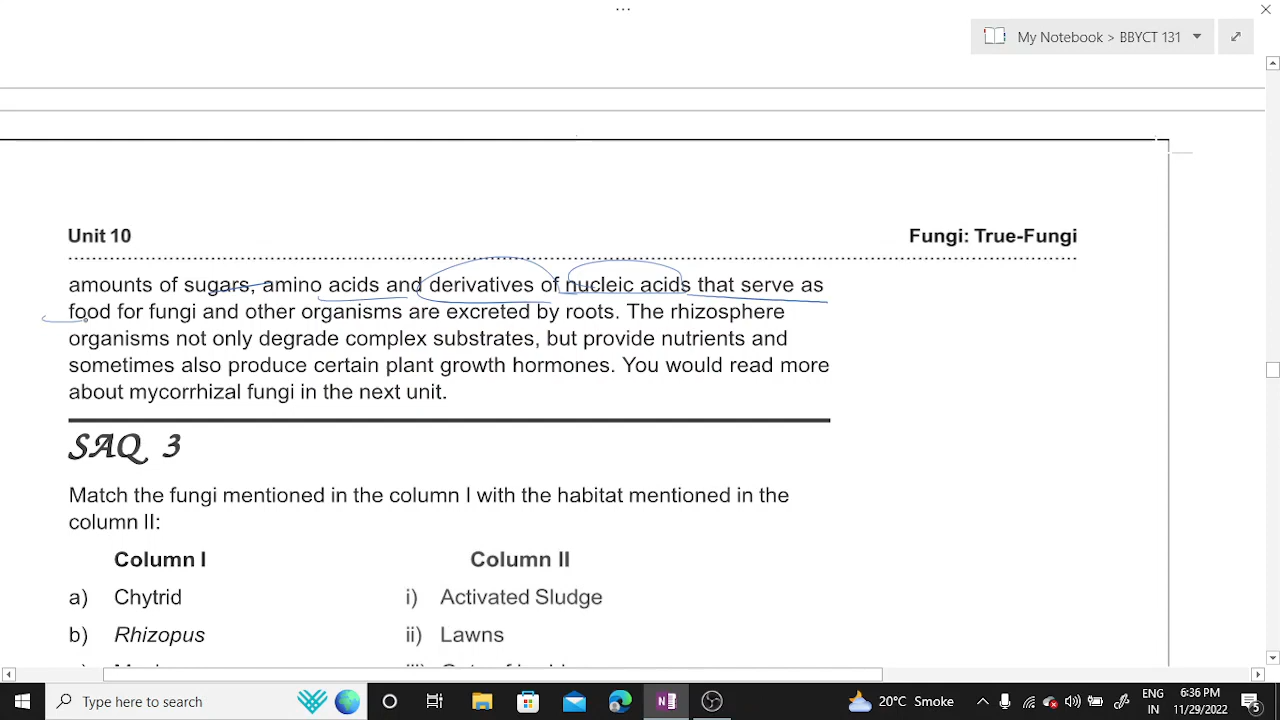 ...
My Notebook > BBYCT 131
Unit 10
Fungi: True-Fungi
amounts of sugars, amino acids and derivatives of nucleic acids that serve as
food for fungi and other organisms are excreted by roots. The rhizosphere
organisms not only degrade complex substrates, but provide nutrients and
sometimes also produce certain plant growth hormones. You would read more
about mycorrhizal fungi in the next unit.
SAQ 3
Match the fungi mentioned in the column I with the habitat mentioned in the
column II:
Column I Column II
a) Chytrid i) Activated Sludge
b) Rhizopus ii) Lawns
Type here to search
20°C Smoke
ENG
IN
6:36 PM
11/29/2022
5